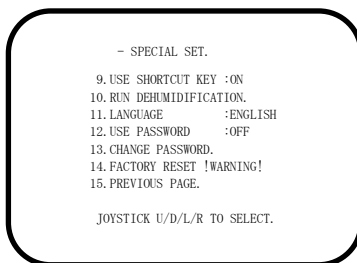 - SPECIAL SET.
9.USE SHORTCUT KEY :ON
10.RUN DEHUMIDIFICATION.
11.LANGUAGE :ENGLISH
12.USE PASSWORD :OFF
13.CHANGE PASSWORD.
14.FACTORY RESET !WARNING!
15.PREVIOUS PAGE.
JOYSTICK U/D/L/R TO SELECT.